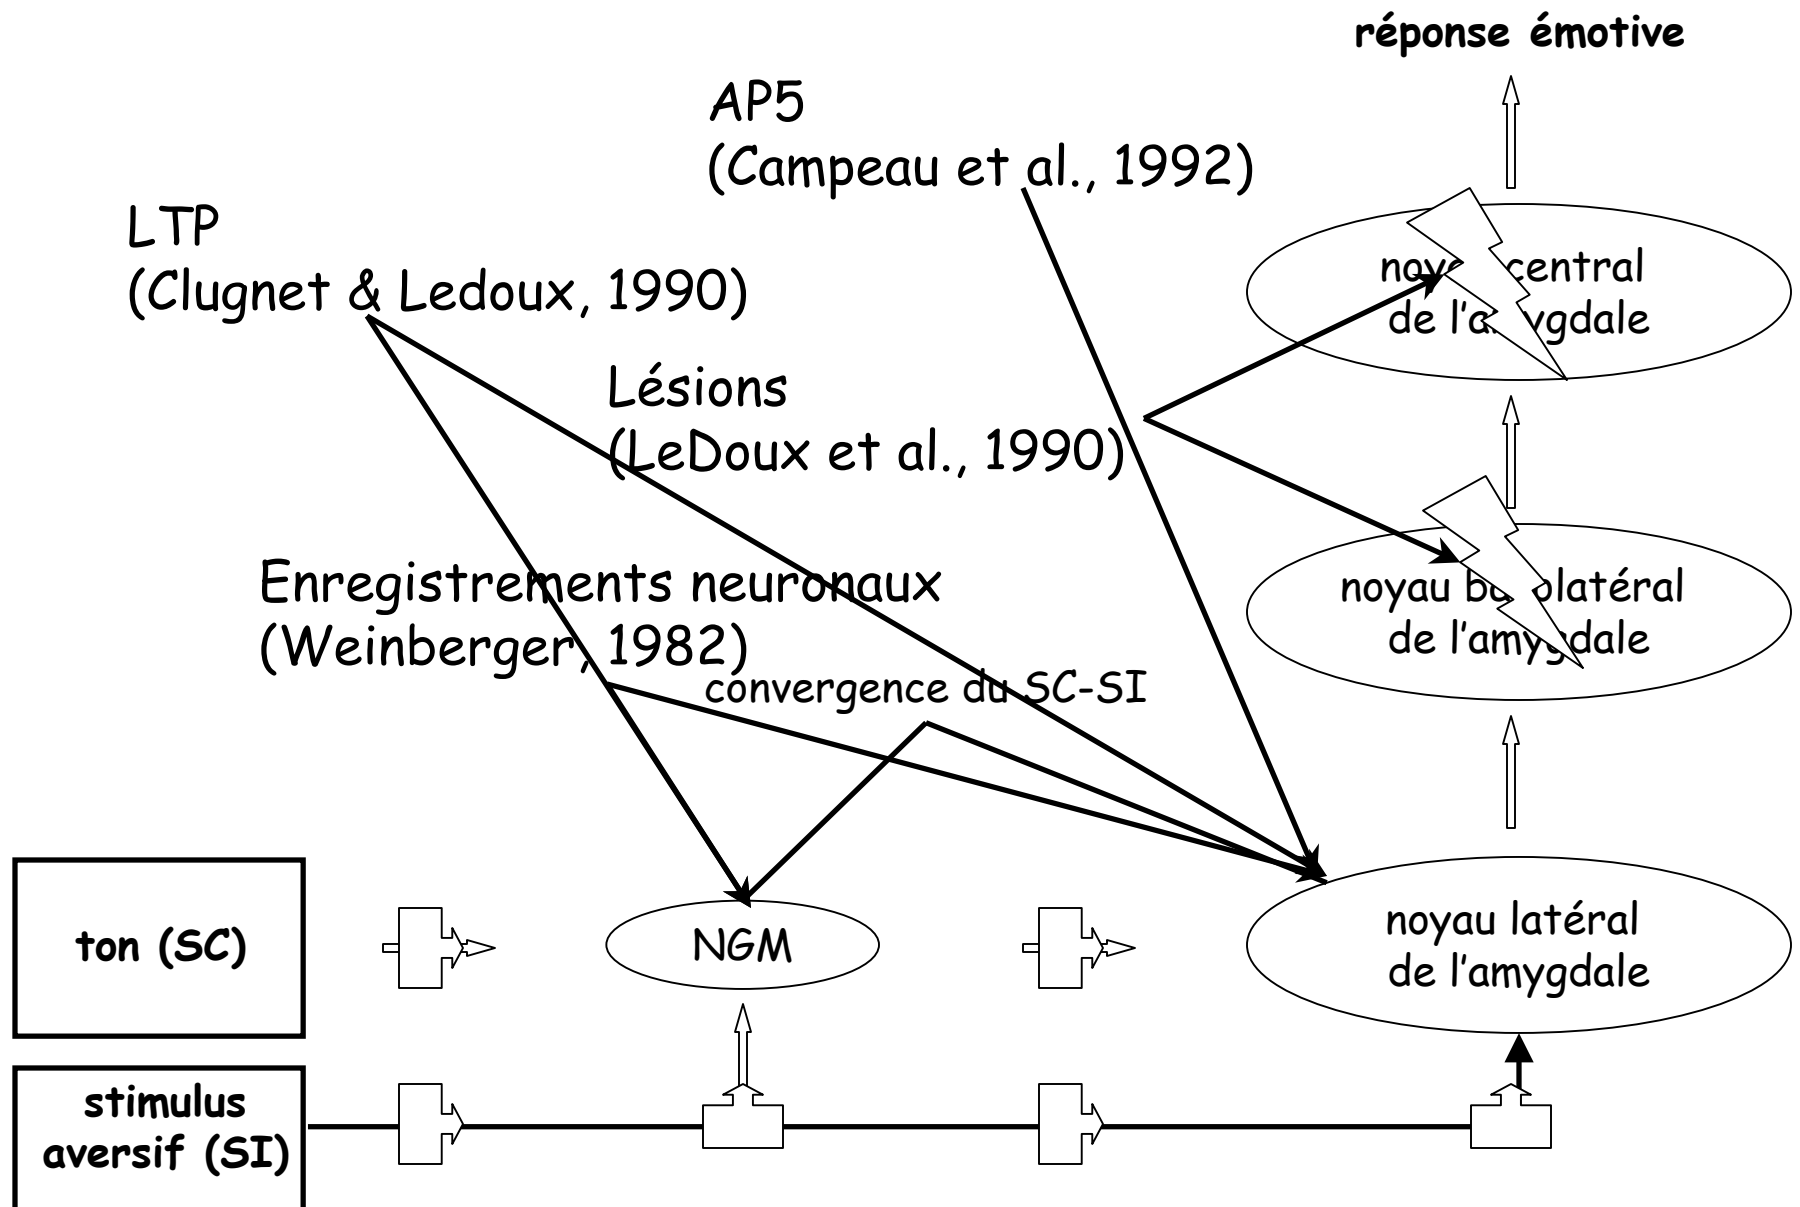 réponse émotive
AP5
(Campeau et al., 1992)
LTP
(Clugnet & Ledoux, 1990)
noyau central
de l'amygdale
Lésions
(LeDoux et al., 1990)
Enregistrements neuronaux
(Weinberger, 1982)
noyau basolatéral
de l'amygdale
convergence du SC-SI
ton (SC)
NGM
noyau latéral
de l'amygdale
stimulus
aversif (SI)